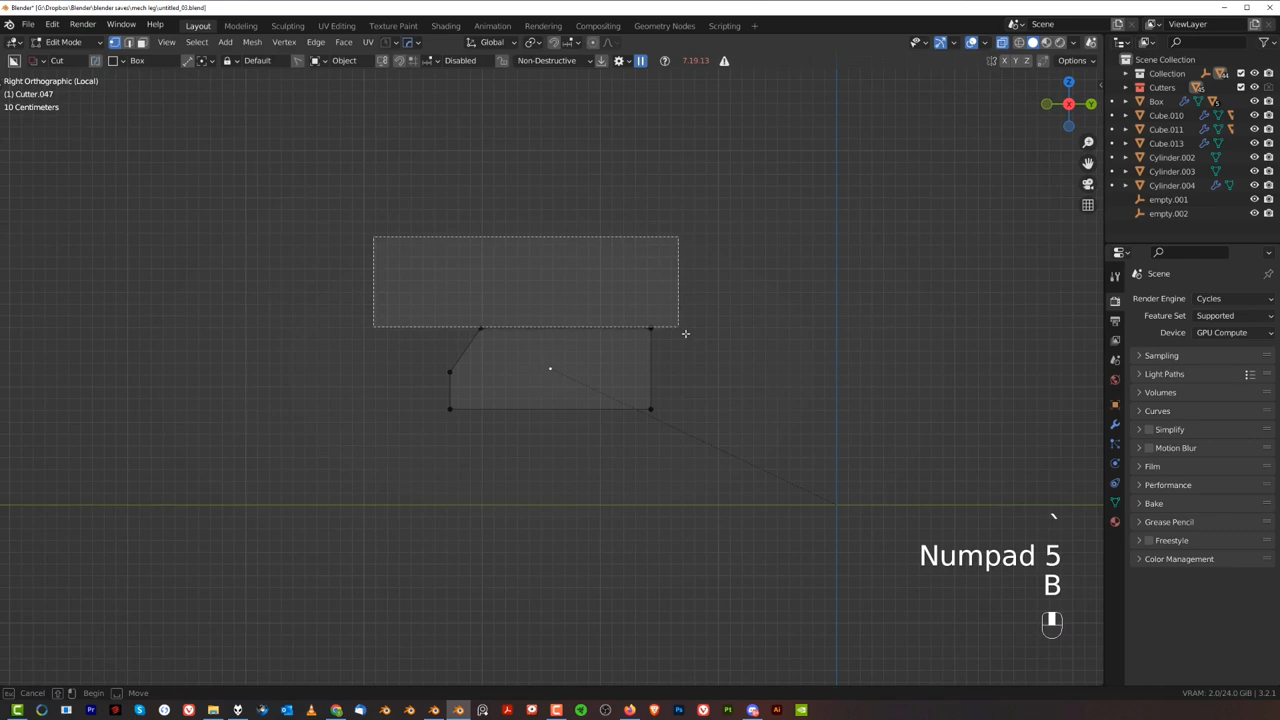 Blender* [G:\Dropbox\Blender\blender saves\mech leg\untitled_03.blend]
File Edit Render Window Help Layout Modeling Sculpting UV Editing Texture Paint Shading Animation Rendering Compositing Geometry Nodes Scripting + Scene ViewLayer
Edit Mode View Select Add Mesh Vertex Edge Face UV Global
Cut Box Default Object Disabled Non-Destructive 7.19.13 X Y Z Options
Right Orthographic (Local)
(1) Cutter.047
10 Centimeters
Z
X
Y
Numpad 5
B
Scene Collection
Collection 44
Cutters 45
Box 5
Cube.010
Cube.011
Cube.013
Cylinder.002
Cylinder.003
Cylinder.004
empty.001
empty.002
Scene
Render Engine Cycles
Feature Set Supported
Device GPU Compute
Sampling
Light Paths
Volumes
Curves
Simplify
Motion Blur
Film
Performance
Bake
Grease Pencil
Freestyle
Color Management
Cancel Begin Move VRAM: 2.0/24.0 GiB | 3.2.1